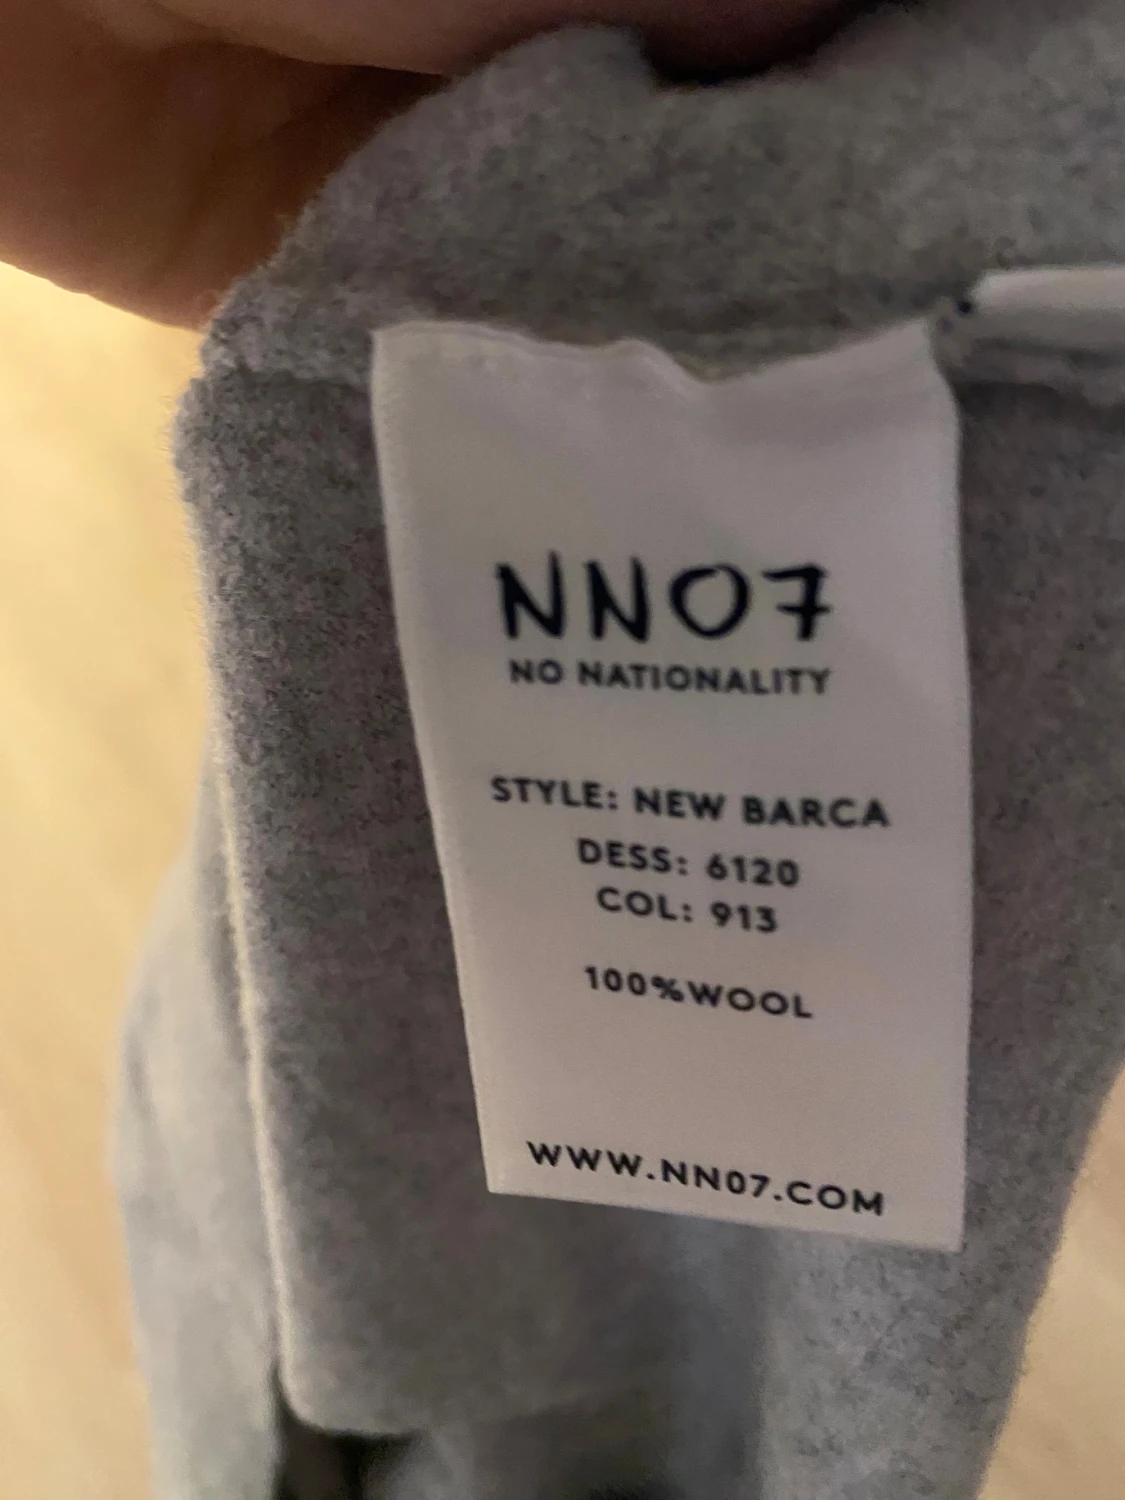 NN07
NO NATIONALITY
STYLE: NEW BARCA
DESS: 6120
COL: 913
100%WOOL
WWW.NN07.COM